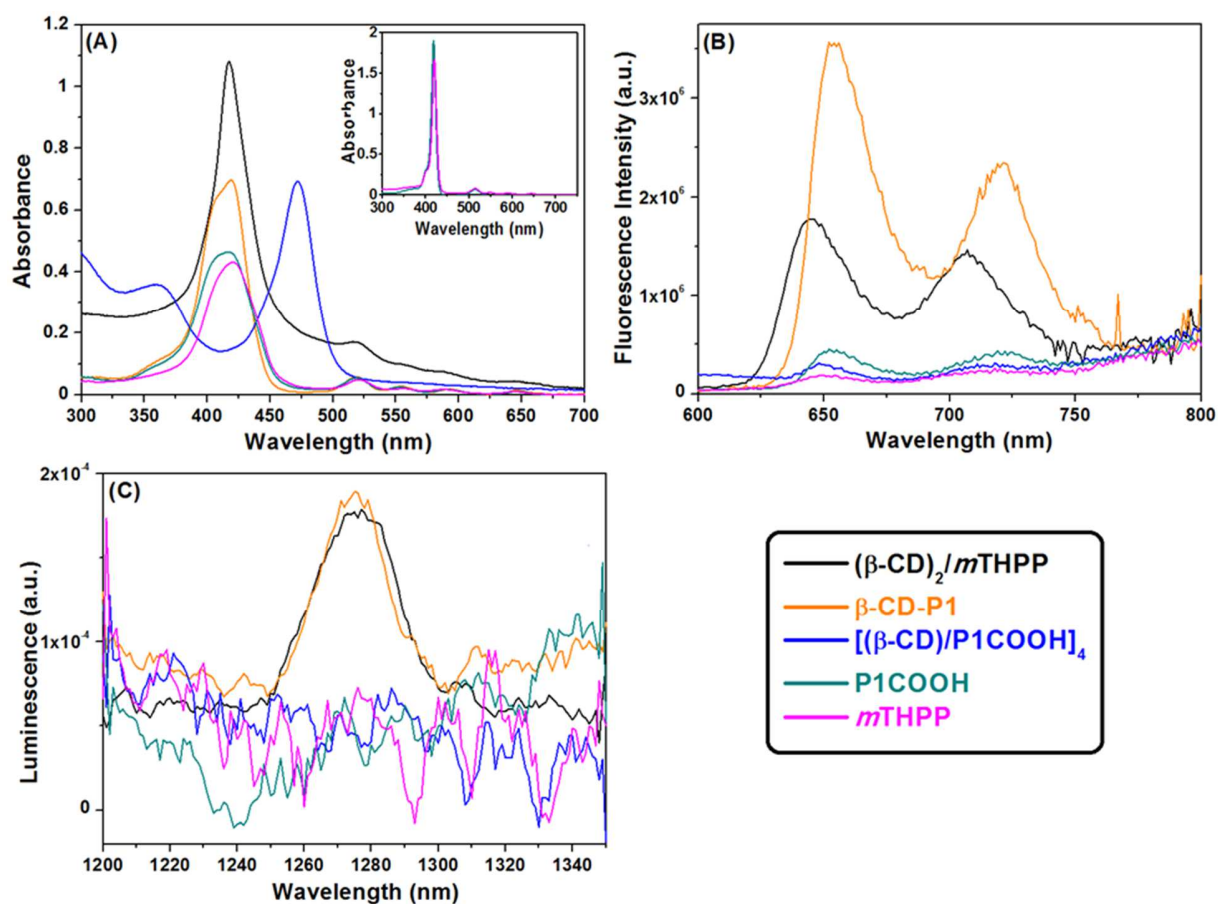 (A)
1.2
1
0.8
0.6
0.4
0.2
0
300 350 400 450 500 550 600 650 700
Absorbance
Wavelength (nm)
2
1.5
1
0.5
0
300 400 500 600 700
Absorbance
Wavelength (nm)
(B)
3x10⁶
2x10⁶
1x10⁶
0
600 650 700 750 800
Fluorescence Intensity (a.u.)
Wavelength (nm)
(C)
2x10⁻⁴
1x10⁻⁴
0
1200 1220 1240 1260 1280 1300 1320 1340
Luminescence (a.u.)
Wavelength (nm)
(β-CD)₂/mTHPP
β-CD-P1
[(β-CD)/P1COOH]₄
P1COOH
mTHPP